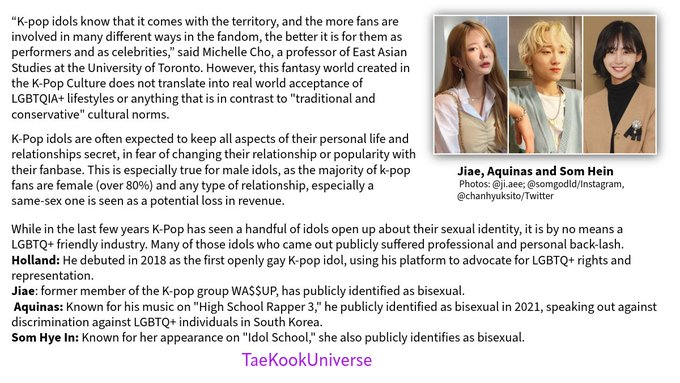 “K-pop idols know that it comes with the territory, and the more fans are
involved in many different ways in the fandom, the better it is for them as
performers and as celebrities,” said Michelle Cho, a professor of East Asian
Studies at the University of Toronto. However, this fantasy world created in
the K-Pop Culture does not translate into real world acceptance of
LGBTQIA+ lifestyles or anything that is in contrast to "traditional and
conservative" cultural norms.
K-Pop idols are often expected to keep all aspects of their personal life and
relationships secret, in fear of changing their relationship or popularity with
their fanbase. This is especially true for male idols, as the majority of k-pop
fans are female (over 80%) and any type of relationship, especially a
same-sex one is seen as a potential loss in revenue.
Jiae, Aquinas and Som Hein
Photos: @ji.aee; @somgodld/Instagram,
@chanhyuksito/Twitter
While in the last few years K-Pop has seen a handful of idols open up about their sexual identity, it is by no means a
LGBTQ+ friendly industry. Many of those idols who came out publicly suffered professional and personal back-lash.
Holland: He debuted in 2018 as the first openly gay K-pop idol, using his platform to advocate for LGBTQ+ rights and
representation.
Jiae: former member of the K-pop group WA$$UP, has publicly identified as bisexual.
Aquinas: Known for his music on "High School Rapper 3," he publicly identified as bisexual in 2021, speaking out against
discrimination against LGBTQ+ individuals in South Korea.
Som Hye In: Known for her appearance on "Idol School," she also publicly identifies as bisexual.
TaeKookUniverse